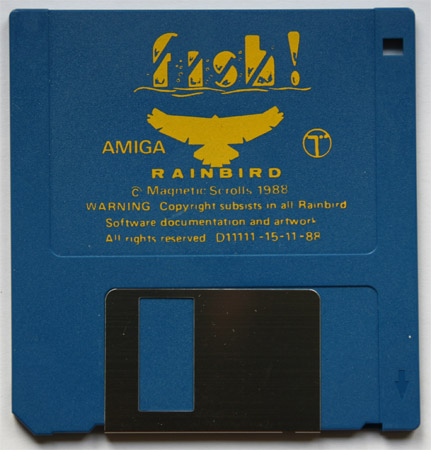 fish!
AMIGA
RAINBIRD
© Magnetic Scrolls 1988
WARNING Copyright subsists in all Rainbird
Software documentation and artwork
All rights reserved D11111-15-11-88